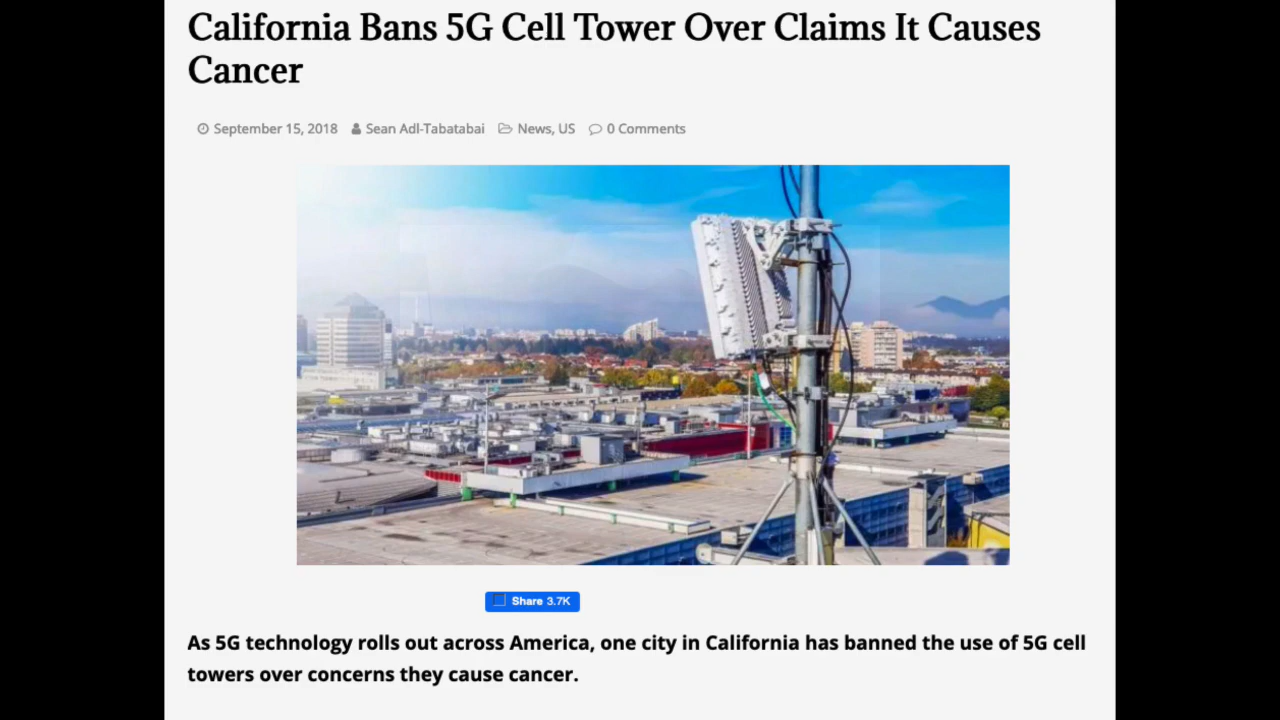 California Bans 5G Cell Tower Over Claims It Causes
Cancer
September 15, 2018 Sean Adl-Tabatabai News, US 0 Comments
Share 3.7K
As 5G technology rolls out across America, one city in California has banned the use of 5G cell
towers over concerns they cause cancer.